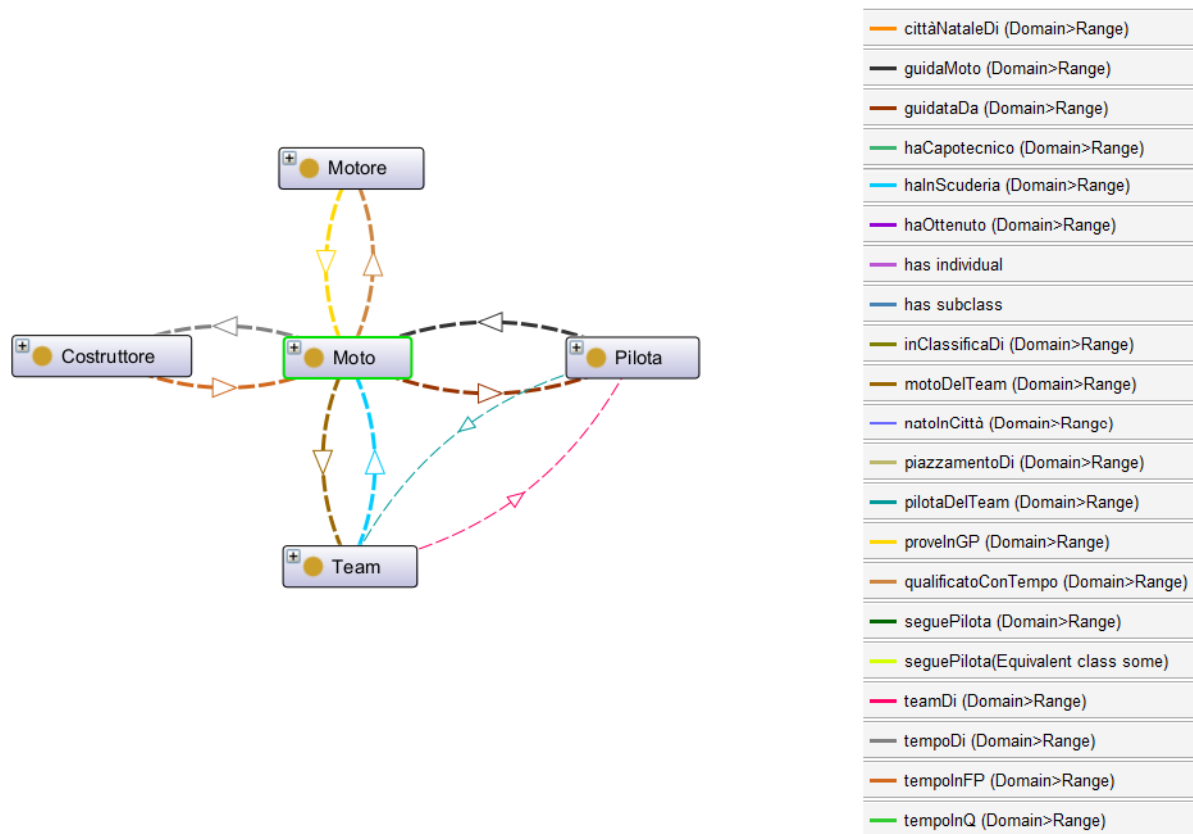 Motore
Costruttore
Moto
Pilota
Team
cittàNataleDi (Domain>Range)
guidaMoto (Domain>Range)
guidataDa (Domain>Range)
haCapotecnico (Domain>Range)
haInScuderia (Domain>Range)
haOttenuto (Domain>Range)
has individual
has subclass
inClassificaDi (Domain>Range)
motoDelTeam (Domain>Range)
natoInCittà (Domain>Range)
piazzamentoDi (Domain>Range)
pilotaDelTeam (Domain>Range)
proveInGP (Domain>Range)
qualificatoConTempo (Domain>Range)
seguePilota (Domain>Range)
seguePilota(Equivalent class some)
teamDi (Domain>Range)
tempoDi (Domain>Range)
tempoInFP (Domain>Range)
tempoInQ (Domain>Range)